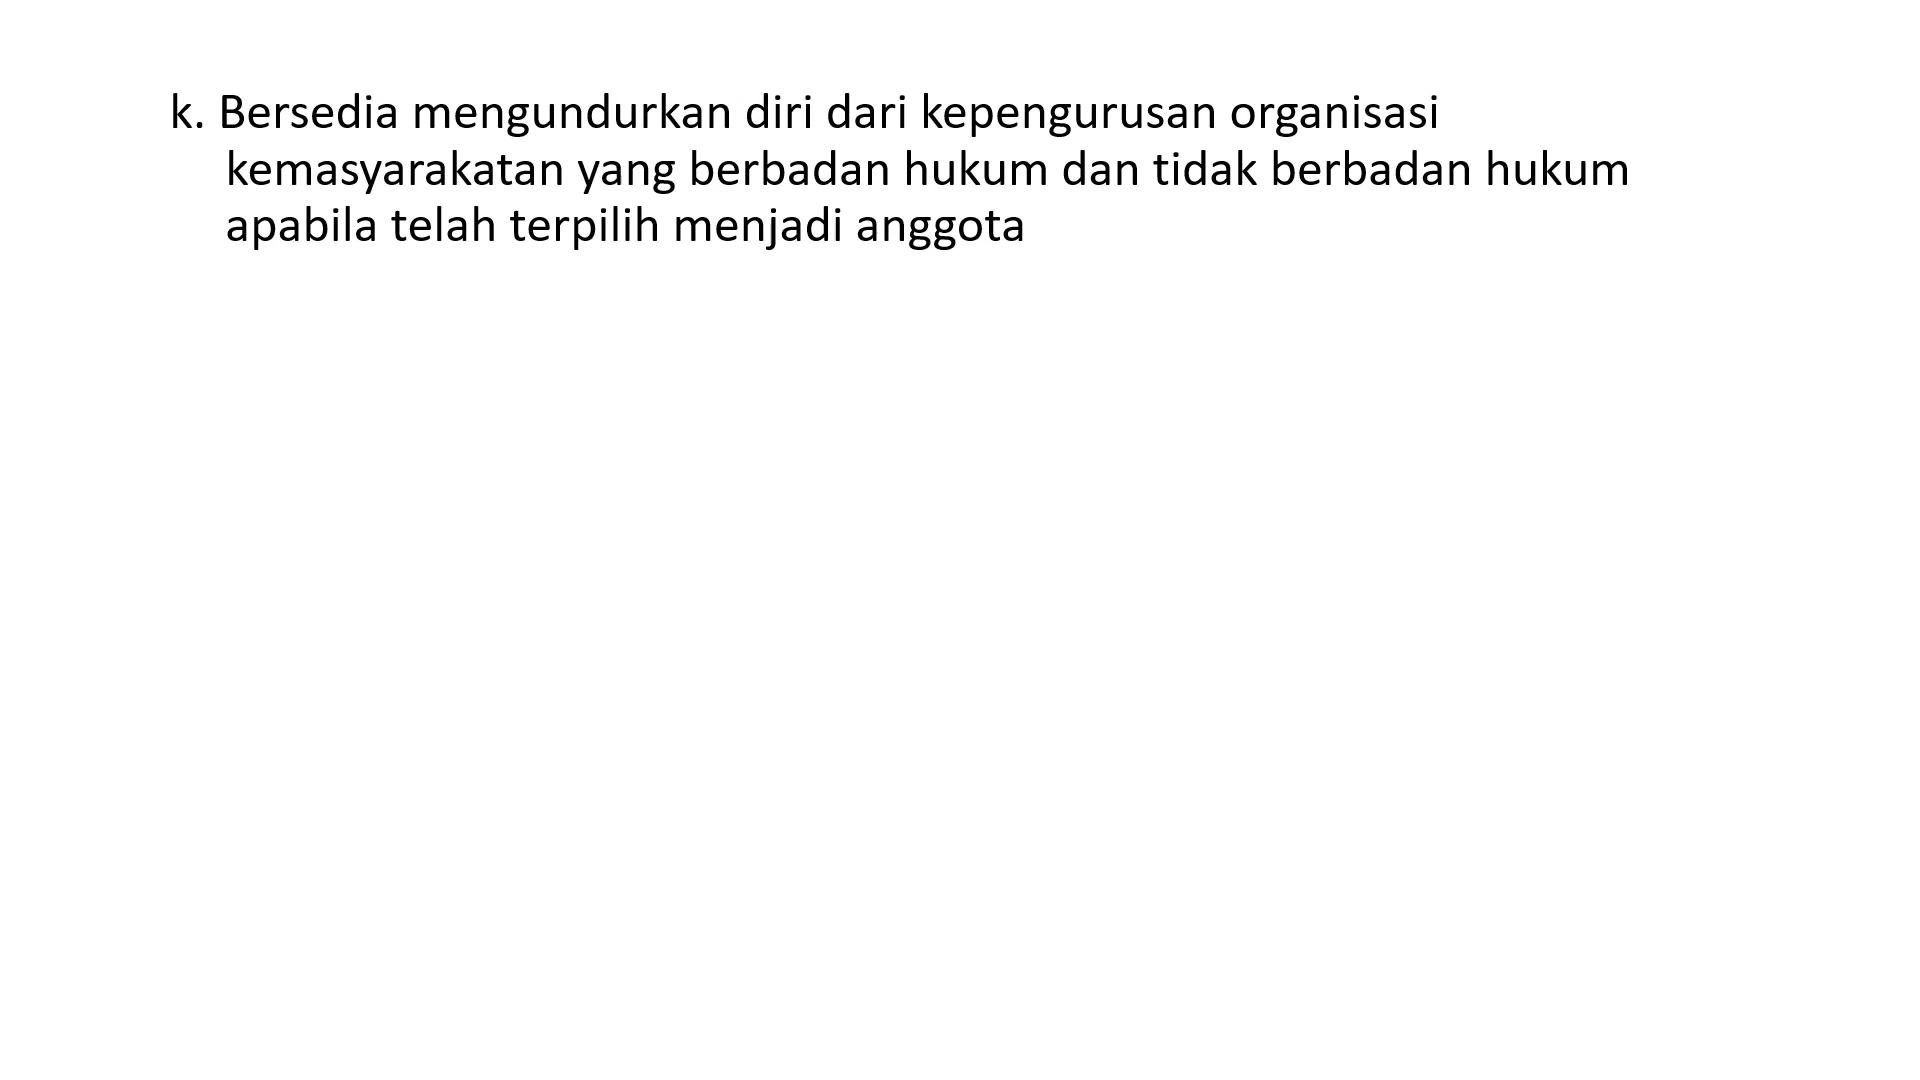 k. Bersedia mengundurkan diri dari kepengurusan organisasi
kemasyarakatan yang berbadan hukum dan tidak berbadan hukum
apabila telah terpilih menjadi anggota